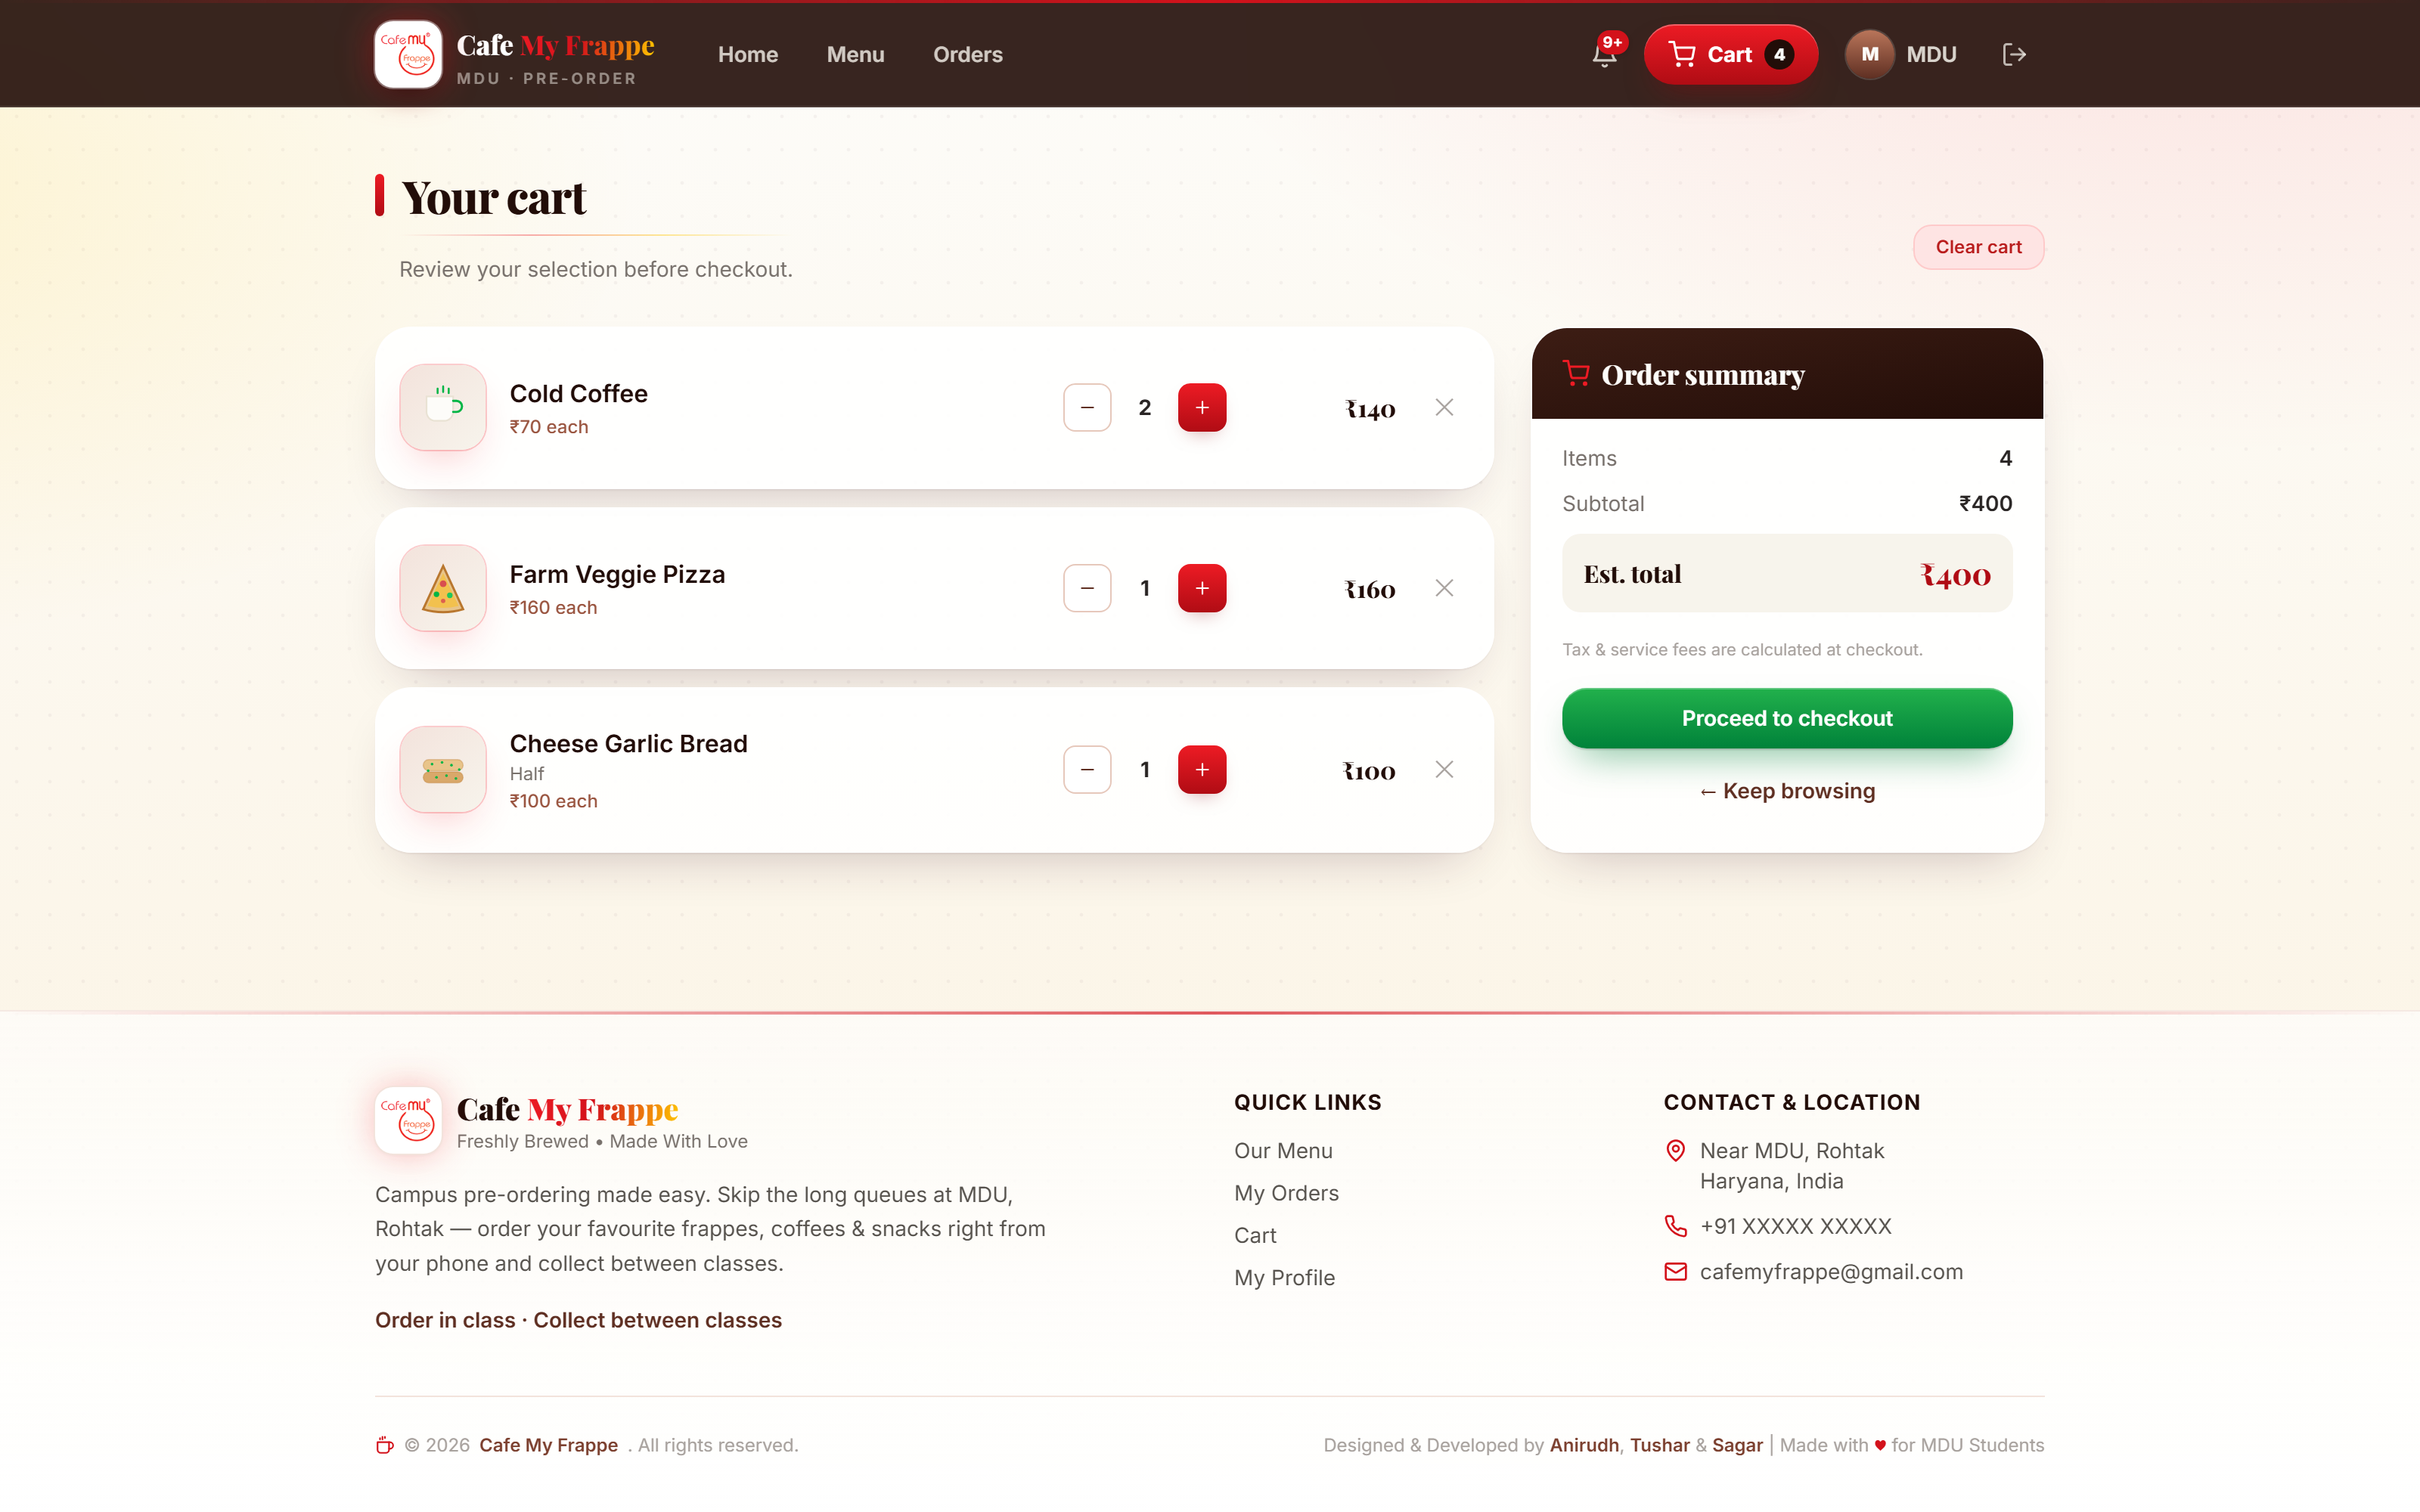 Cafe my
Frappe
Cafe My Frappe
MDU · PRE-ORDER
Home
Menu
Orders
9+
Cart 4
M
MDU
Your cart
Review your selection before checkout.
Clear cart
Cold Coffee
₹70 each
− 2 +
₹140
Farm Veggie Pizza
₹160 each
− 1 +
₹160
Cheese Garlic Bread
Half
₹100 each
− 1 +
₹100
Order summary
Items 4
Subtotal ₹400
Est. total ₹400
Tax & service fees are calculated at checkout.
Proceed to checkout
← Keep browsing
Cafe my
Frappe
Cafe My Frappe
Freshly Brewed • Made With Love
Campus pre-ordering made easy. Skip the long queues at MDU,
Rohtak — order your favourite frappes, coffees & snacks right from
your phone and collect between classes.
Order in class · Collect between classes
QUICK LINKS
Our Menu
My Orders
Cart
My Profile
CONTACT & LOCATION
Near MDU, Rohtak
Haryana, India
+91 XXXXX XXXXX
cafemyfrappe@gmail.com
© 2026 Cafe My Frappe . All rights reserved.
Designed & Developed by Anirudh, Tushar & Sagar | Made with ♥ for MDU Students